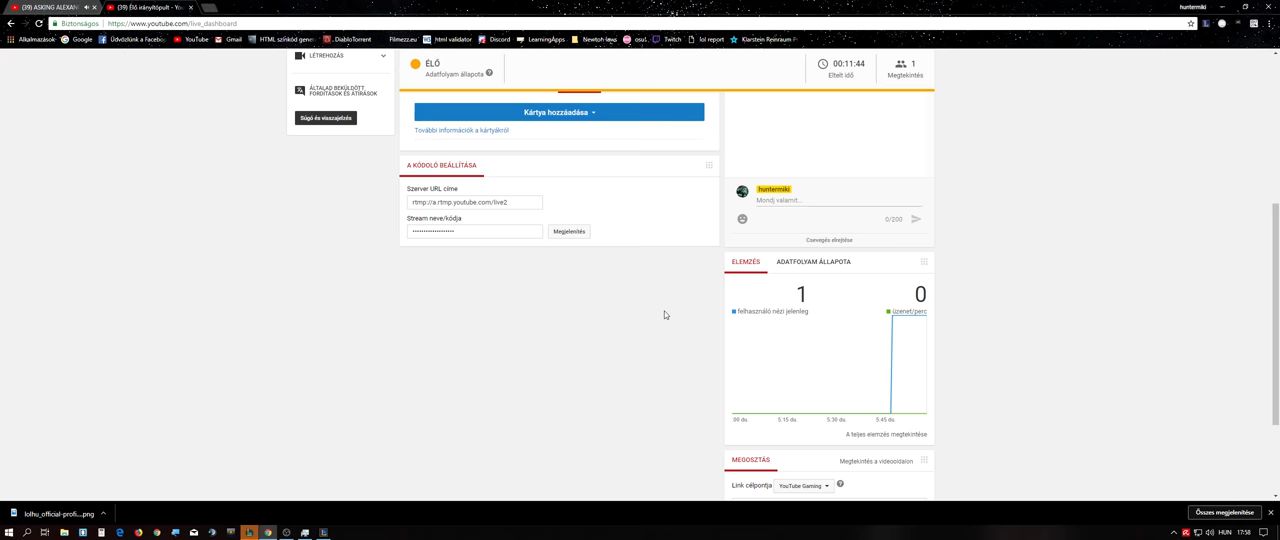 (39) ASKING ALEXAN
(39) Élő irányítópult - Yo
huntermiki
Biztonságos
https://www.youtube.com/live_dashboard
Alkalmazások
Google
Üdvözlünk a Facebo
YouTube
Gmail
HTML színkód gene
DiabloTorrent
Filmezz.eu
html validator
Discord
LearningApps
Newton laws
osu!
Twitch
lol report
Klarstein Reinraum P
LÉTREHOZÁS
ÁLTALAD BEKÜLDÖTT
FORDÍTÁSOK ÉS ÁTÍRÁSOK
Súgó és visszajelzés
ÉLŐ
Adatfolyam állapota
00:11:44
Eltelt idő
1
Megtekintés
Kártya hozzáadása
További információk a kártyákról
A KÓDOLÓ BEÁLLÍTÁSA
Szerver URL címe
rtmp://a.rtmp.youtube.com/live2
Stream neve/kódja
••••••••••••••••••• Megjelenítés
huntermiki
Mondj valamit...
0/200
Csevegés elrejtése
ELEMZÉS
ADATFOLYAM ÁLLAPOTA
1
0
felhasználó nézi jelenleg
üzenet/perc
:00 du.
5:15 du.
5:30 du.
5:45 du.
A teljes elemzés megtekintése
MEGOSZTÁS
Megtekintés a videooldalon
Link célpontja
YouTube Gaming
lolhu_official-profi....png
Összes megjelenítése
HUN
17:58